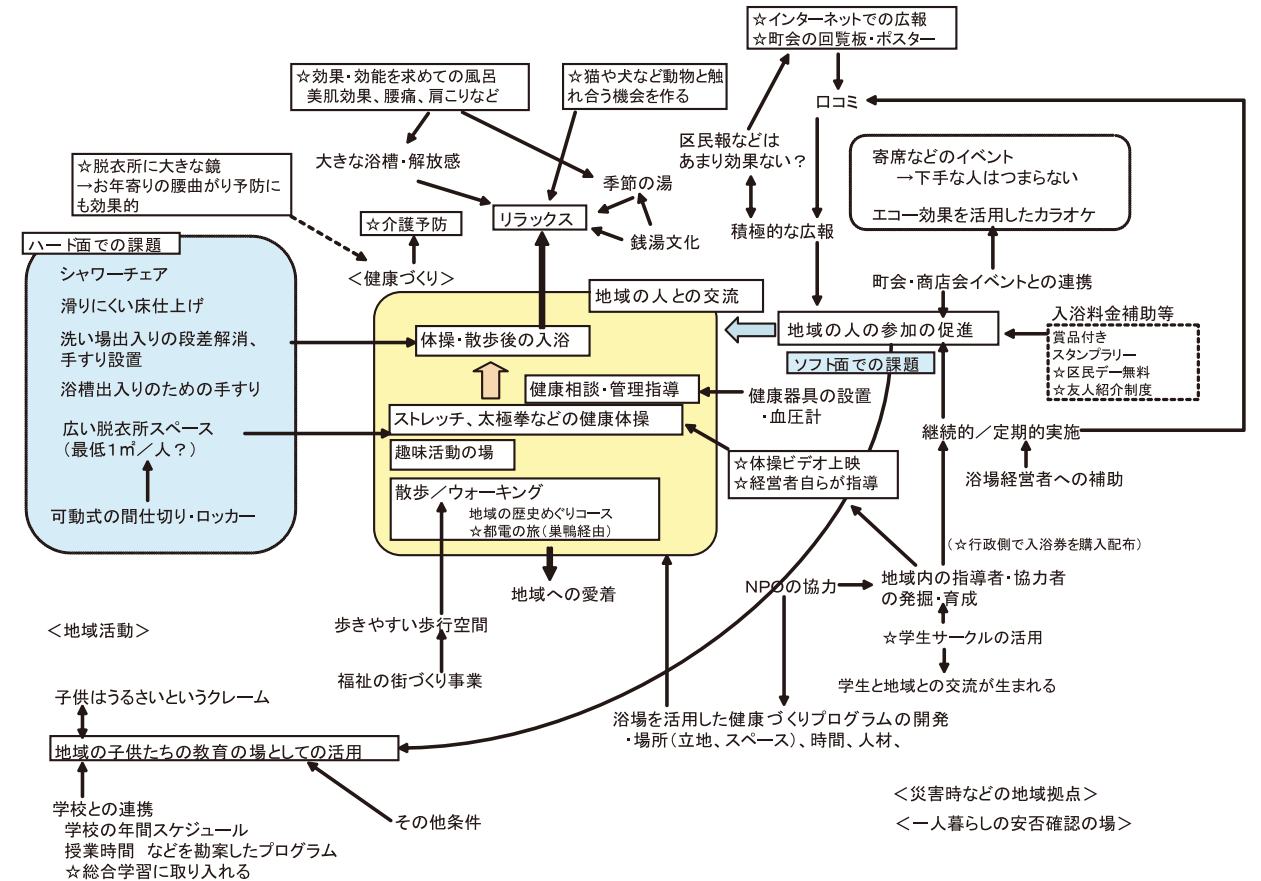 ☆インターネットでの広報
☆町会の回覧板・ポスター
☆効果・効能を求めての風呂
美肌効果、腰痛、肩こりなど
☆猫や犬など動物と触
れ合う機会を作る
口コミ
区民報などは
あまり効果ない？
大きな浴槽・解放感
寄席などのイベント
→下手な人はつまらない
エコー効果を活用したカラオケ
☆脱衣所に大きな鏡
→お年寄りの腰曲がり予防に
も効果的
季節の湯
リラックス
☆介護予防
積極的な広報
銭湯文化
ハード面での課題
シャワーチェア
滑りにくい床仕上げ
洗い場出入りの段差解消、
手すり設置
浴槽出入りのための手すり
広い脱衣所スペース
（最低１㎡／人？）
可動式の間仕切り・ロッカー
＜健康づくり＞
町会・商店会イベントとの連携
地域の人との交流
入浴料金補助等
地域の人の参加の促進
体操・散歩後の入浴
賞品付き
スタンプラリー
☆区民デー無料
☆友人紹介制度
ソフト面での課題
健康相談・管理指導
健康器具の設置
・血圧計
ストレッチ、太極拳などの健康体操
継続的／定期的実施
趣味活動の場
☆体操ビデオ上映
☆経営者自らが指導
浴場経営者への補助
散歩／ウォーキング
地域の歴史めぐりコース
☆都電の旅（巣鴨経由）
（☆行政側で入浴券を購入配布）
地域への愛着
NPOの協力
地域内の指導者・協力者
の発掘・育成
歩きやすい歩行空間
＜地域活動＞
☆学生サークルの活用
福祉の街づくり事業
学生と地域との交流が生まれる
子供はうるさいというクレーム
浴場を活用した健康づくりプログラムの開発
・場所（立地、スペース）、時間、人材、
地域の子供たちの教育の場としての活用
＜災害時などの地域拠点＞
学校との連携
学校の年間スケジュール
授業時間 などを勘案したプログラム
☆総合学習に取り入れる
その他条件
＜一人暮らしの安否確認の場＞